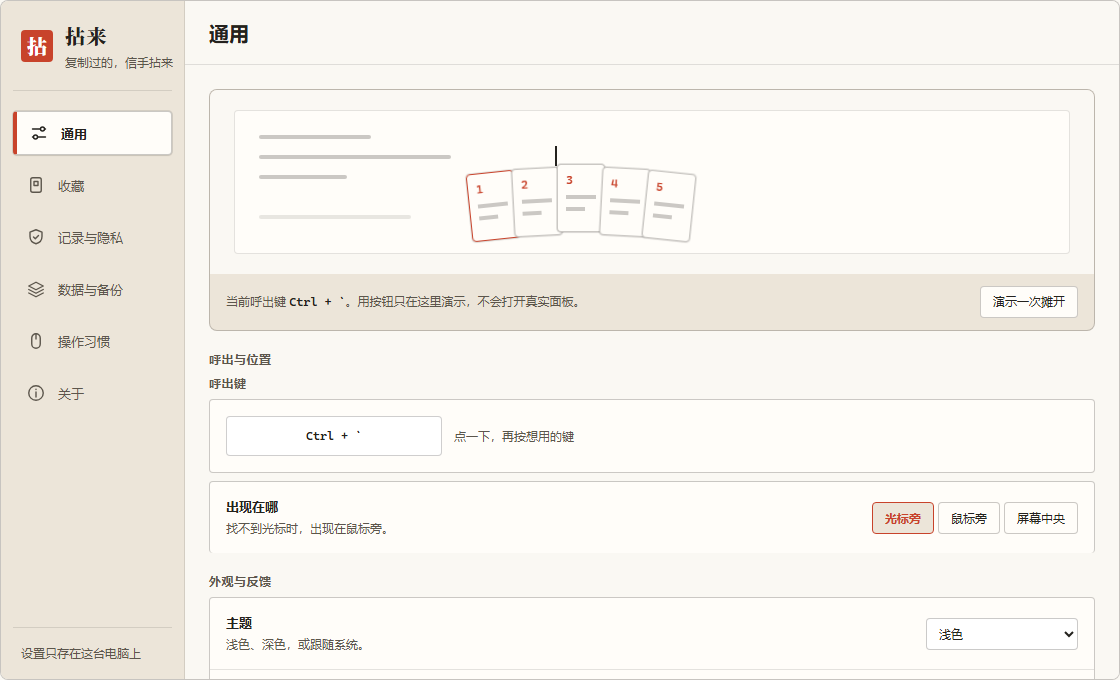 拈
拈来
复制过的，信手拈来
通用
收藏
记录与隐私
数据与备份
操作习惯
关于
设置只存在这台电脑上
通用
1
2
3
4
5
当前呼出键 Ctrl + `。用按钮只在这里演示，不会打开真实面板。
演示一次摊开
呼出与位置
呼出键
Ctrl + `
点一下，再按想用的键
出现在哪
找不到光标时，出现在鼠标旁。
光标旁
鼠标旁
屏幕中央
外观与反馈
主题
浅色、深色，或跟随系统。
浅色